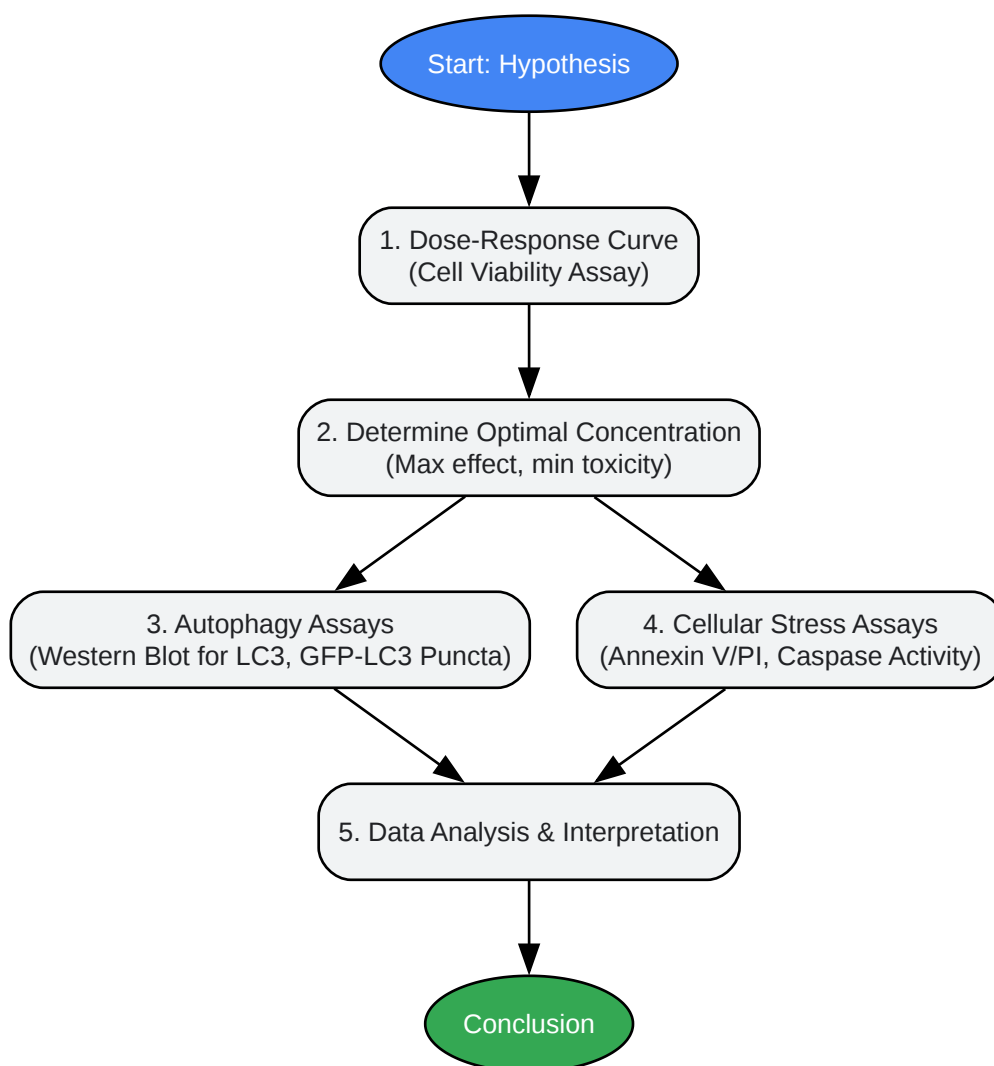 Start: Hypothesis
1. Dose-Response Curve
(Cell Viability Assay)
2. Determine Optimal Concentration
(Max effect, min toxicity)
3. Autophagy Assays
(Western Blot for LC3, GFP-LC3 Puncta)
4. Cellular Stress Assays
(Annexin V/PI, Caspase Activity)
5. Data Analysis & Interpretation
Conclusion